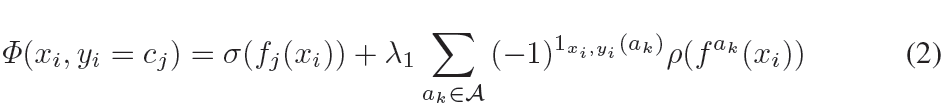 Φ(x_i, y_i = c_j) = σ(f_j(x_i)) + λ_1 ∑_{a_k ∈ 𝒜} (−1)^{1_{x_i, y_i}(a_k)} ρ(f^{a_k}(x_i)) (2)